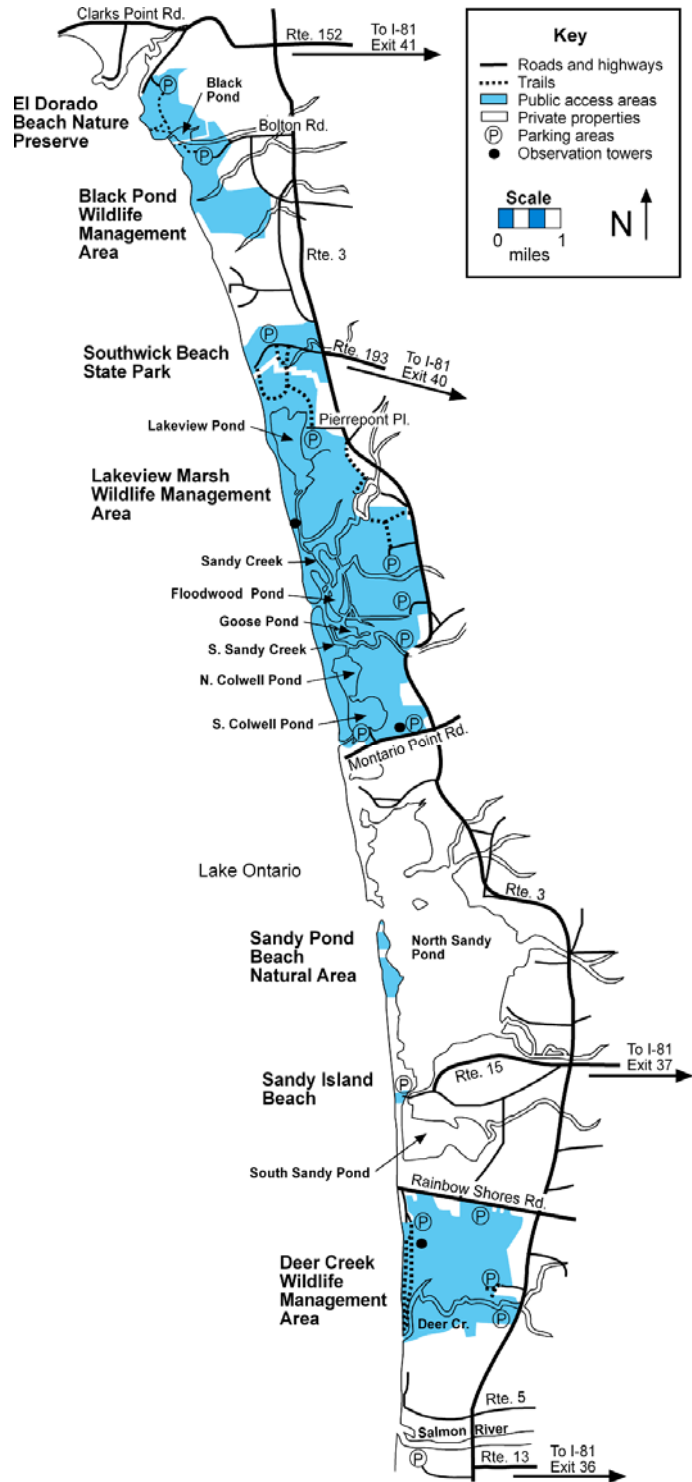 Clarks Point Rd.
Rte. 152
To I-81
Exit 41
Key
Roads and highways
Trails
Public access areas
Private properties
P Parking areas
Observation towers
Scale
0 1
miles
N
P
Black
Pond
El Dorado
Beach Nature
Preserve
Bolton Rd.
P
Black Pond
Wildlife
Management
Area
Rte. 3
P
Southwick Beach
State Park
Rte. 193
To I-81
Exit 40
Pierrepont Pl.
Lakeview Pond
P
Lakeview Marsh
Wildlife Management
Area
Sandy Creek
P
Floodwood Pond
P
Goose Pond
P
S. Sandy Creek
N. Colwell Pond
S. Colwell Pond
P
P
Montario Point Rd.
Lake Ontario
Rte. 3
Sandy Pond
Beach
Natural Area
North Sandy
Pond
To I-81
Exit 37
Rte. 15
Sandy Island
Beach
P
South Sandy Pond
Rainbow Shores Rd.
P
P
Deer Creek
Wildlife
Management
Area
P
Deer Cr.
P
Rte. 5
Salmon River
P
Rte. 13
To I-81
Exit 36